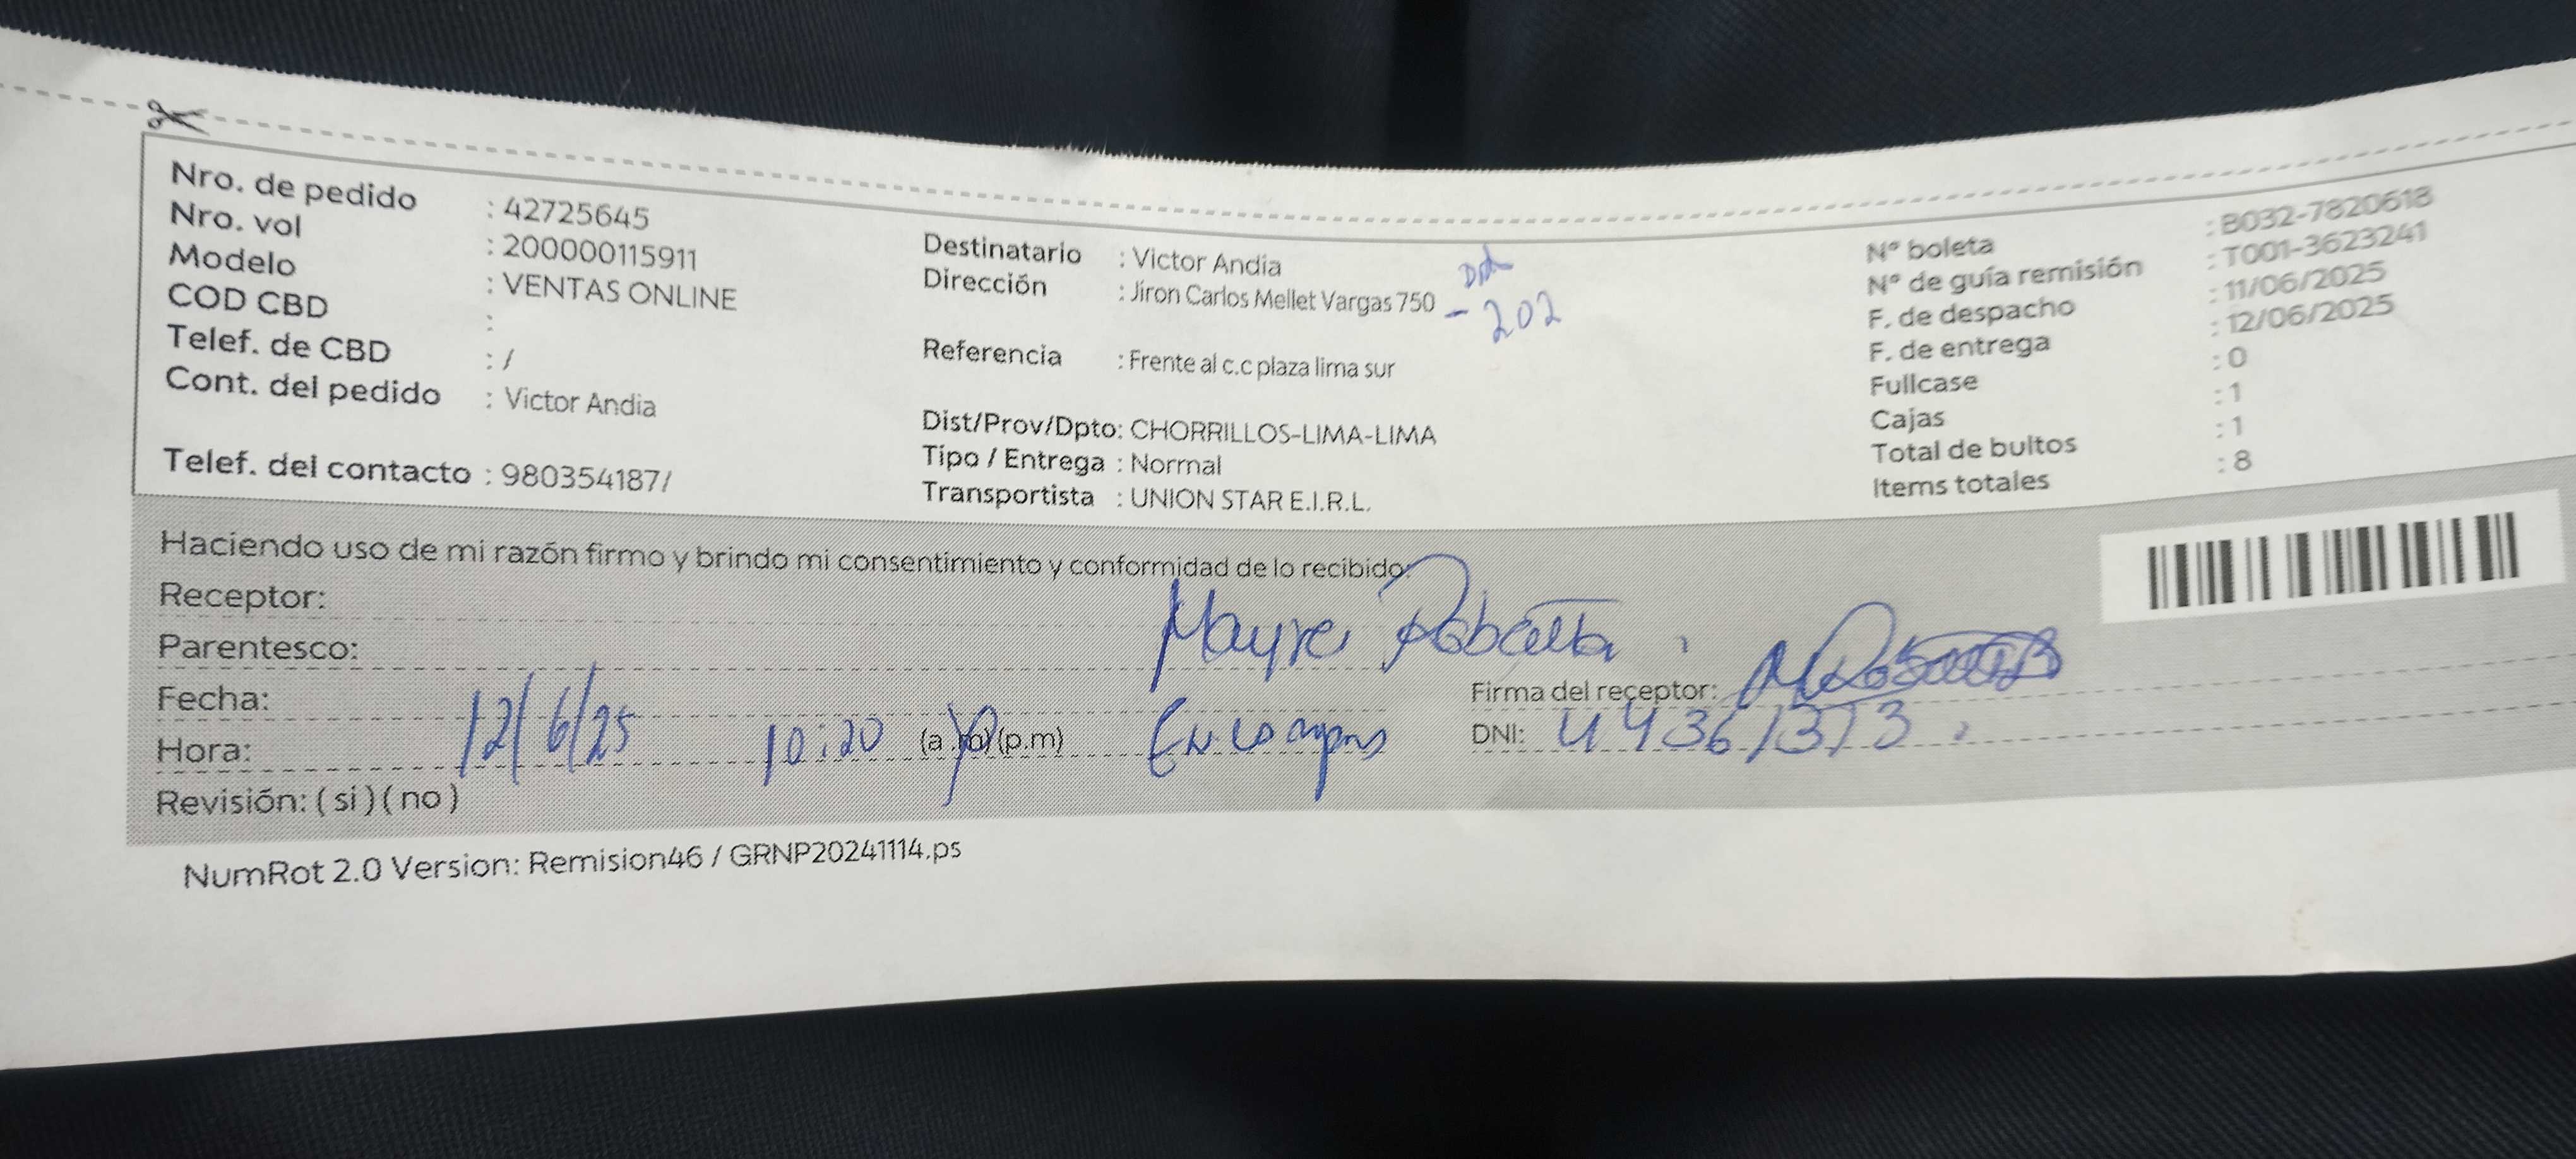 Nro. de pedido : 42725645
Nro. vol : 200000115911
Modelo : VENTAS ONLINE
COD CBD :
Telef. de CBD : /
Cont. del pedido : Victor Andia
Telef. del contacto : 980354187/
Destinatario : Victor Andia
Dirección : Jiron Carlos Mellet Vargas 750 - 202
Referencia : Frente al c.c plaza lima sur
Dist/Prov/Dpto: CHORRILLOS-LIMA-LIMA
Tipo / Entrega : Normal
Transportista : UNION STAR E.I.R.L.
N° boleta : B032-7820618
N° de guía remisión : T001-3623241
F. de despacho : 11/06/2025
F. de entrega : 12/06/2025
Fullcase : 0
Cajas : 1
Total de bultos : 1
Items totales : 8
Haciendo uso de mi razón firmo y brindo mi consentimiento y conformidad de lo recibido:
Receptor:
Mayre
Parentesco:
Fecha: 12/6/25
Firma del receptor:
Hora: 10:20 (a.m)(p.m)
DNI:
Revisión: ( si ) ( no )
NumRot 2.0 Version: Remision46 / GRNP20241114.ps